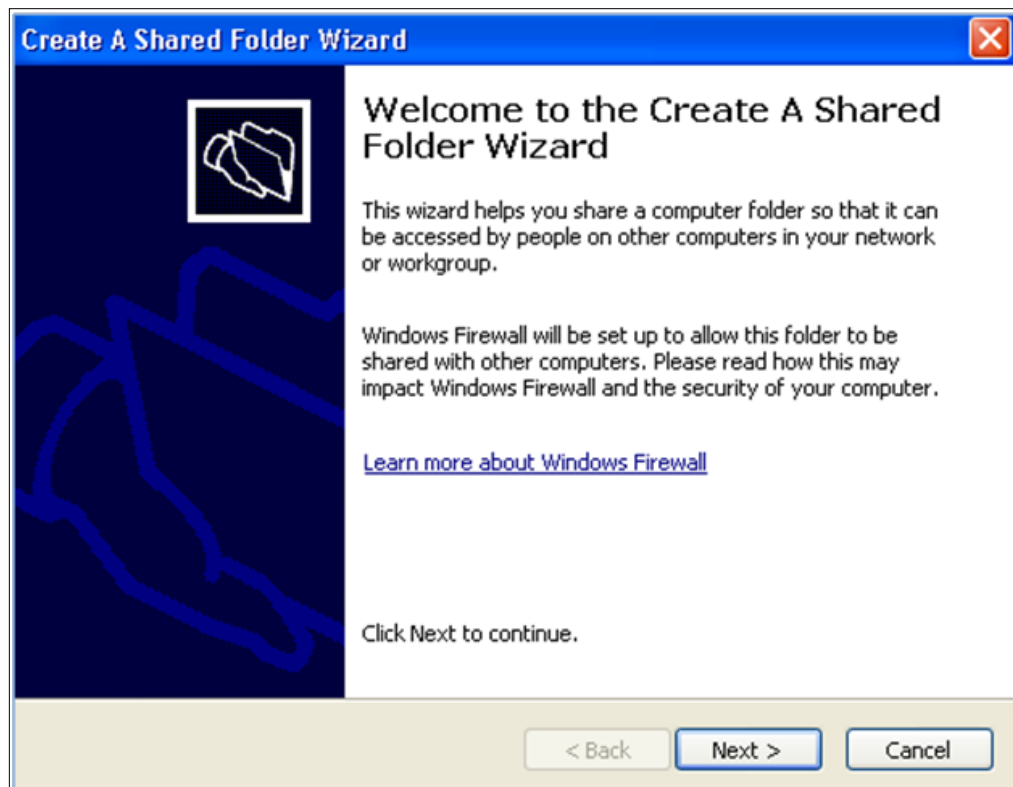 Create A Shared Folder Wizard
Welcome to the Create A Shared
Folder Wizard
This wizard helps you share a computer folder so that it can
be accessed by people on other computers in your network
or workgroup.
Windows Firewall will be set up to allow this folder to be
shared with other computers. Please read how this may
impact Windows Firewall and the security of your computer.
Learn more about Windows Firewall
Click Next to continue.
< Back Next > Cancel